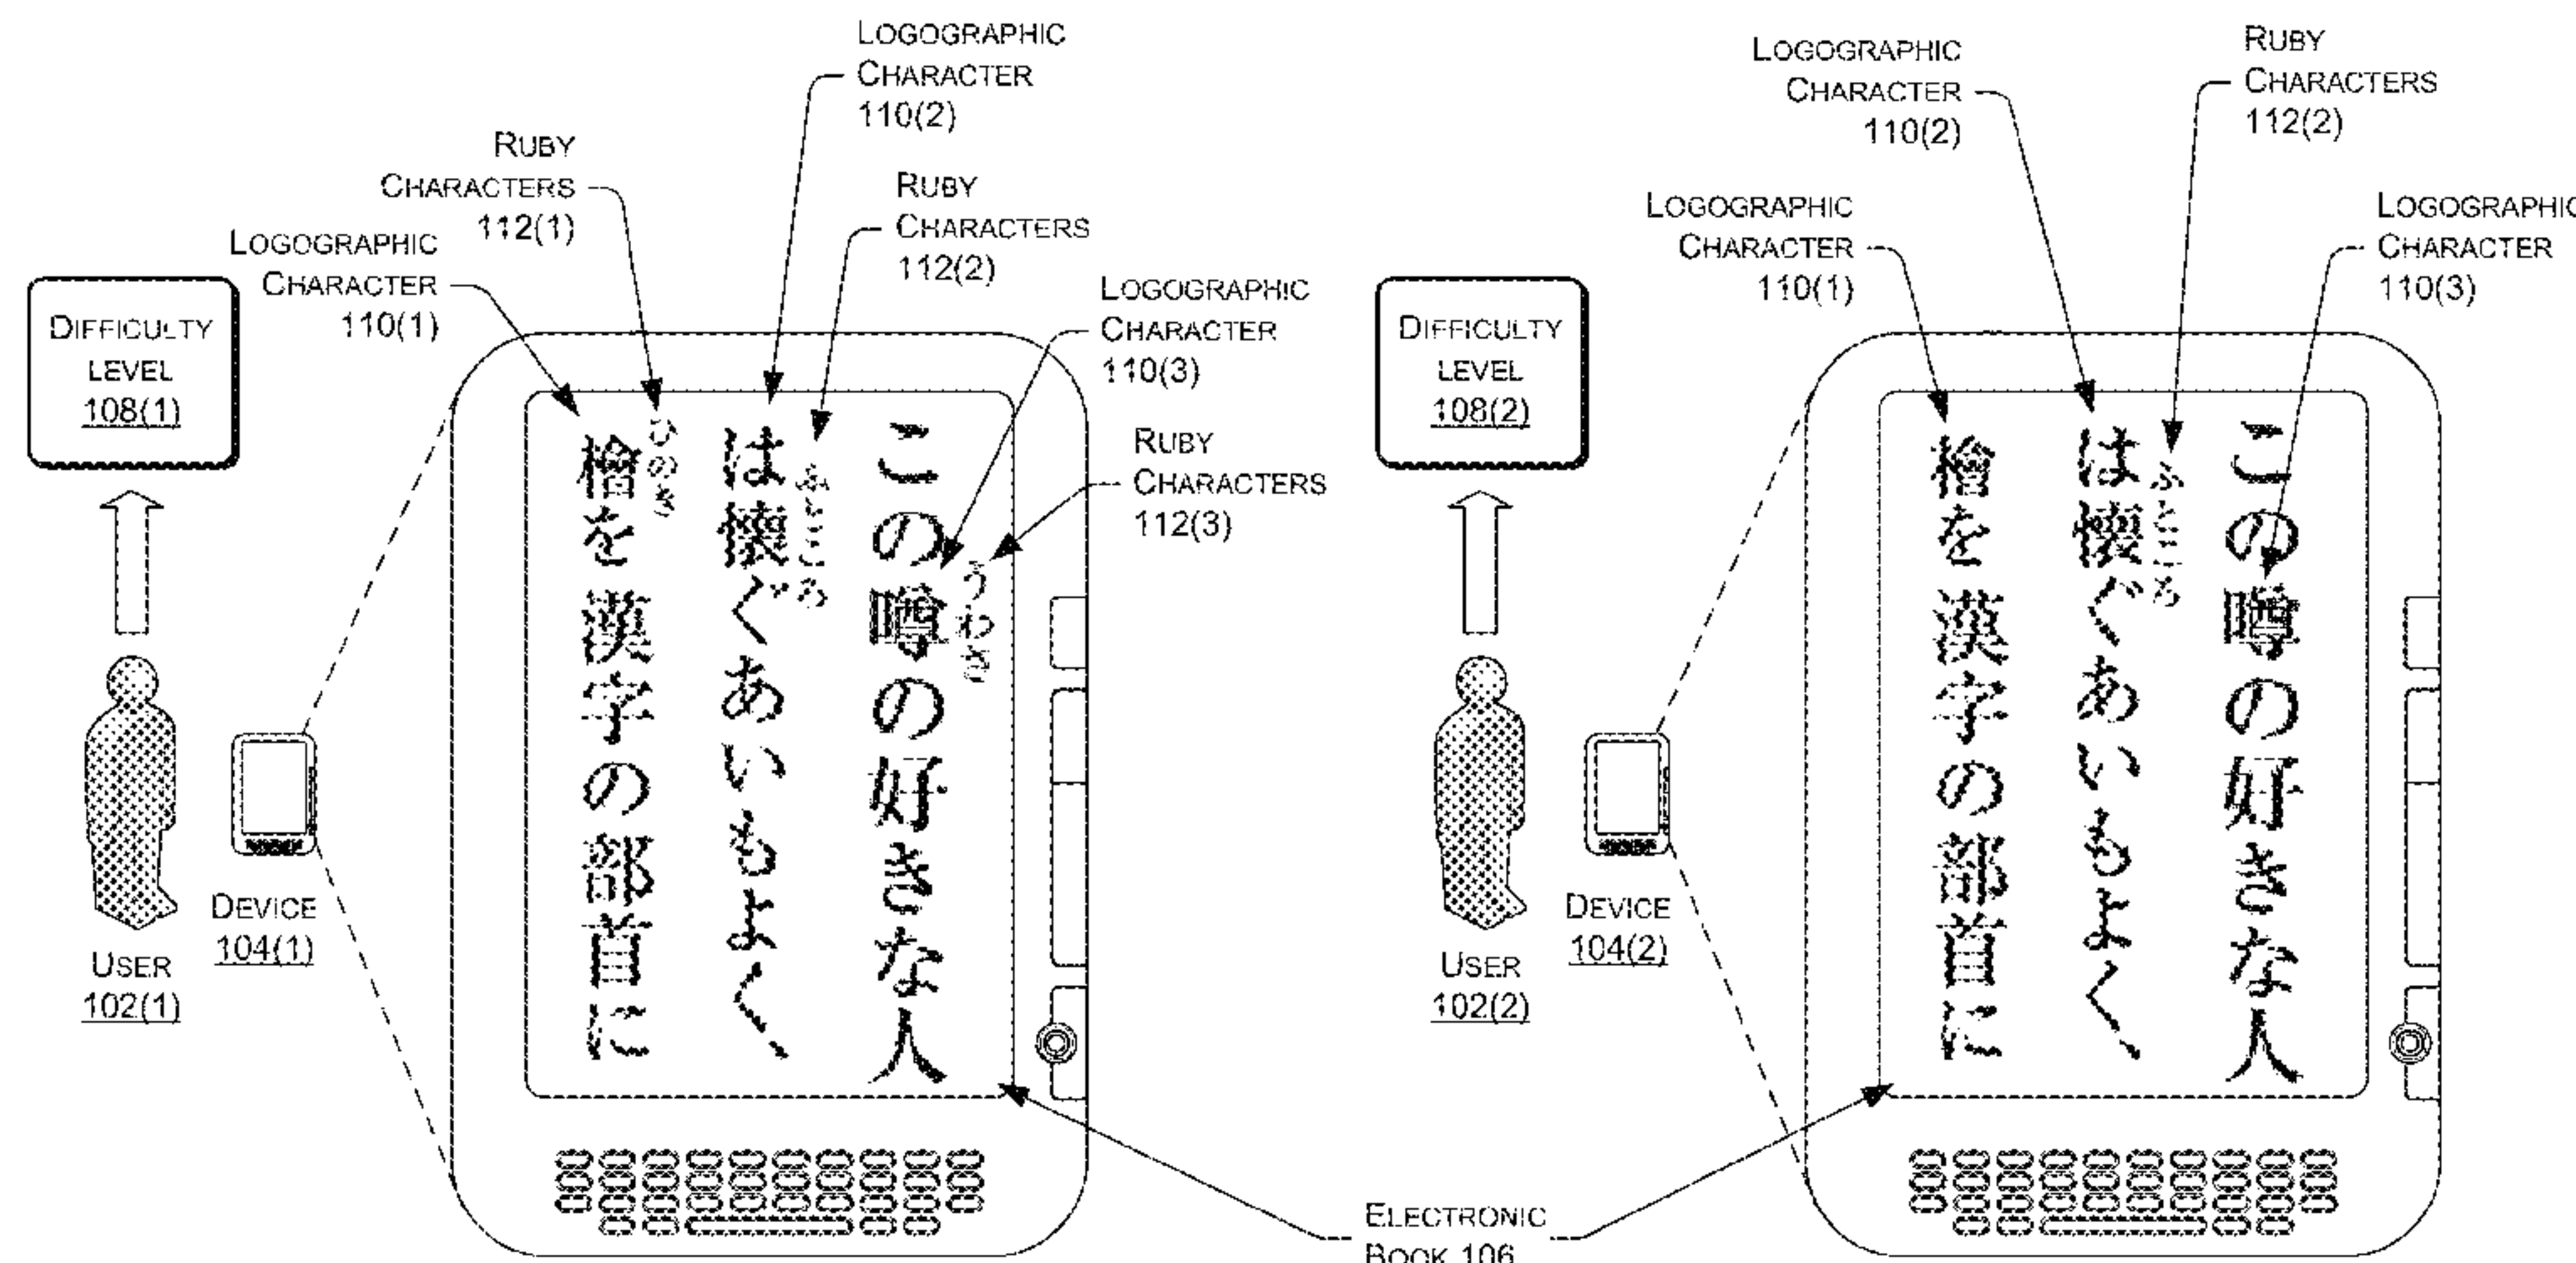 LOGOGRAPHIC
CHARACTER
110(2)
RUBY
CHARACTERS
112(1)
RUBY
CHARACTERS
112(2)
LOGOGRAPHIC
CHARACTER
110(1)
LOGOGRAPHIC
CHARACTER
110(3)
RUBY
CHARACTERS
112(3)
DIFFICULTY
LEVEL
108(1)
USER
102(1)
DEVICE
104(1)
この噂の好きな人
うわさ
は懐ぐあいもよく、
ふところ
檜を漢字の部首に
ひのき
LOGOGRAPHIC
CHARACTER
110(2)
RUBY
CHARACTERS
112(2)
LOGOGRAPHIC
CHARACTER
110(1)
LOGOGRAPHIC
CHARACTER
110(3)
DIFFICULTY
LEVEL
108(2)
USER
102(2)
DEVICE
104(2)
この噂の好きな人
は懐ぐあいもよく、
ふところ
檜を漢字の部首に
ELECTRONIC
BOOK 106